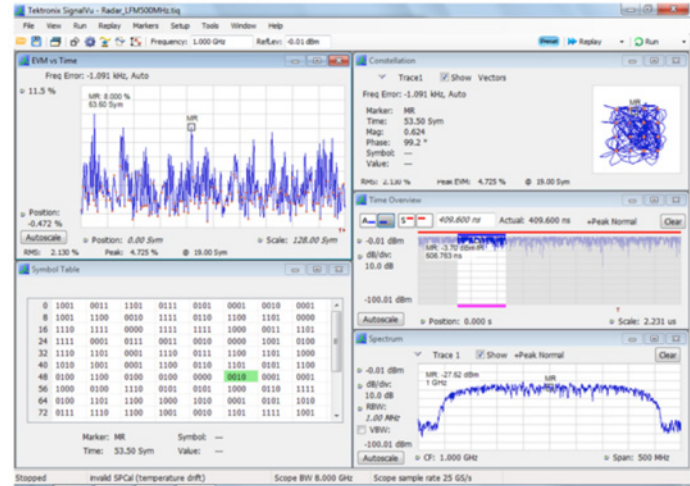 Tektronix SignalVu - Radar_LFM500MHz.tiq
File View Run Replay Markers Setup Tools Window Help
Frequency: 1.000 GHz RefLev: -0.01 dBm Preset Replay Run
EVM vs Time
Freq Error: -1.091 kHz, Auto
11.5 %
MR: 8.000 %
53.50 Sym
MR
Position:
-0.472 %
Autoscale Position: 0.00 Sym Scale: 128.00 Sym
RMS: 2.130 % Peak: 4.725 % @ 19.00 Sym
Symbol Table
0 1001 0011 1101 0111 0101 0001 0010 0001
8 1001 1100 0010 1111 0110 1100 1101 0001
16 1110 1111 0000 1111 1111 1000 0011 1101
24 1111 0001 0111 0011 0010 0000 1001 0100
32 1110 1101 0001 1110 0111 1100 1101 1000
40 1010 1001 0001 1100 0110 1101 0101 1100
48 0100 1100 0100 0100 0000 0010 0001 0001
56 1000 0100 1110 0101 0101 1000 0110 1111
64 0100 1101 1100 1000 1010 0001 0101 1010
72 0111 1110 1100 1001 0010 1101 1111 1001
Marker: MR Symbol: ---
Time: 53.50 Sym Value: ---
Constellation
Trace1 Show Vectors
Freq Error: -1.091 kHz, Auto
Marker: MR
Time: 53.50 Sym
Mag: 0.624
Phase: 99.2 °
Symbol: ---
Value: ---
MR
RMS: 2.130 % Peak EVM: 4.725 % @ 19.00 Sym
Time Overview
409.600 ns Actual: 409.600 ns +Peak Normal Clear
-0.01 dBm
dB/div:
10.0 dB
MR: -3.70 dBm
-100.01 dBm
Autoscale Position: 0.000 s Scale: 2.231 us
Spectrum
Trace 1 Show +Peak Normal Clear
-0.01 dBm
dB/div:
10.0 dB
RBW:
1.00 MHz
VBW:
MR: -27.62 dBm
1 GHz
MR
-100.01 dBm
Autoscale CF: 1.000 GHz Span: 500 MHz
Stopped invalid SPCal (temperature drift) Scope BW 8.000 GHz Scope sample rate 25 GS/s